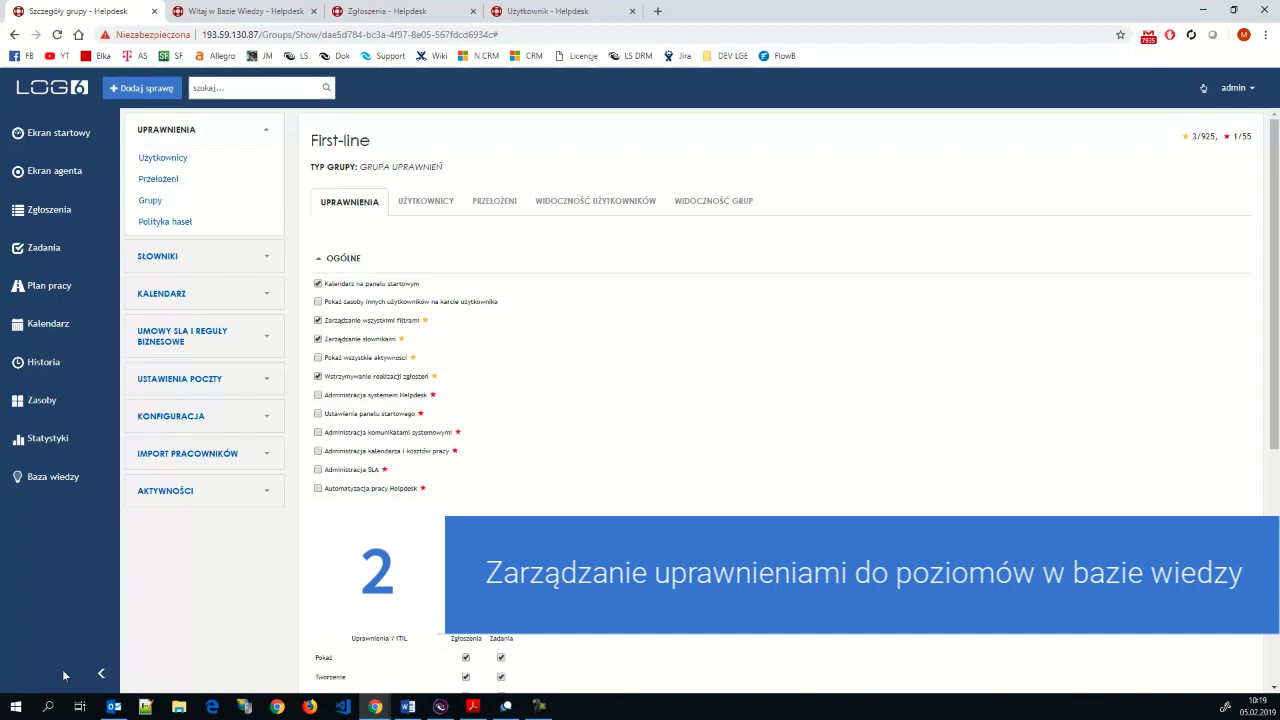 Szczegóły grupy - Helpdesk
Witaj w Bazie Wiedzy - Helpdesk
Zgłoszenia - Helpdesk
Użytkownik - Helpdesk
Niezabezpieczona
193.59.130.87/Groups/Show/dae5d784-bc3a-4f97-8e05-567fdcd6934c#
7935
M
FB
YT
Elka
AS
SF
Allegro
JM
LS
Dok
Support
Wiki
N CRM
CRM
Licencje
LS DRM
Jira
DEV LGE
FlowB
LOG6
Dodaj sprawę
szukaj...
admin
Ekran startowy
Ekran agenta
Zgłoszenia
Zadania
Plan pracy
Kalendarz
Historia
Zasoby
Statystyki
Baza wiedzy
UPRAWNIENIA
Użytkownicy
Przełożeni
Grupy
Polityka haseł
SŁOWNIKI
KALENDARZ
UMOWY SLA I REGUŁY
BIZNESOWE
USTAWIENIA POCZTY
KONFIGURACJA
IMPORT PRACOWNIKÓW
AKTYWNOŚCI
First-line
3/925, 1/55
TYP GRUPY: GRUPA UPRAWNIEŃ
UPRAWNIENIA
UŻYTKOWNICY
PRZEŁOŻENI
WIDOCZNOŚĆ UŻYTKOWNIKÓW
WIDOCZNOŚĆ GRUP
OGÓLNE
Kalendarz na panelu startowym
Pokaż zasoby innych użytkowników na karcie użytkownika
Zarządzanie wszystkimi filtrami
Zarządzanie słownikami
Pokaż wszystkie aktywności
Wstrzymywanie realizacji zgłoszeń
Administracja systemem Helpdesk
Ustawienia panelu startowego
Administracja komunikatami systemowymi
Administracja kalendarza i kosztów pracy
Administracja SLA
Automatyzacja pracy Helpdesk
2
Zarządzanie uprawnieniami do poziomów w bazie wiedzy
Uprawnienia / ITIL
Zgłoszenia
Zadania
Pokaż
Tworzenie
10:19
05.02.2019